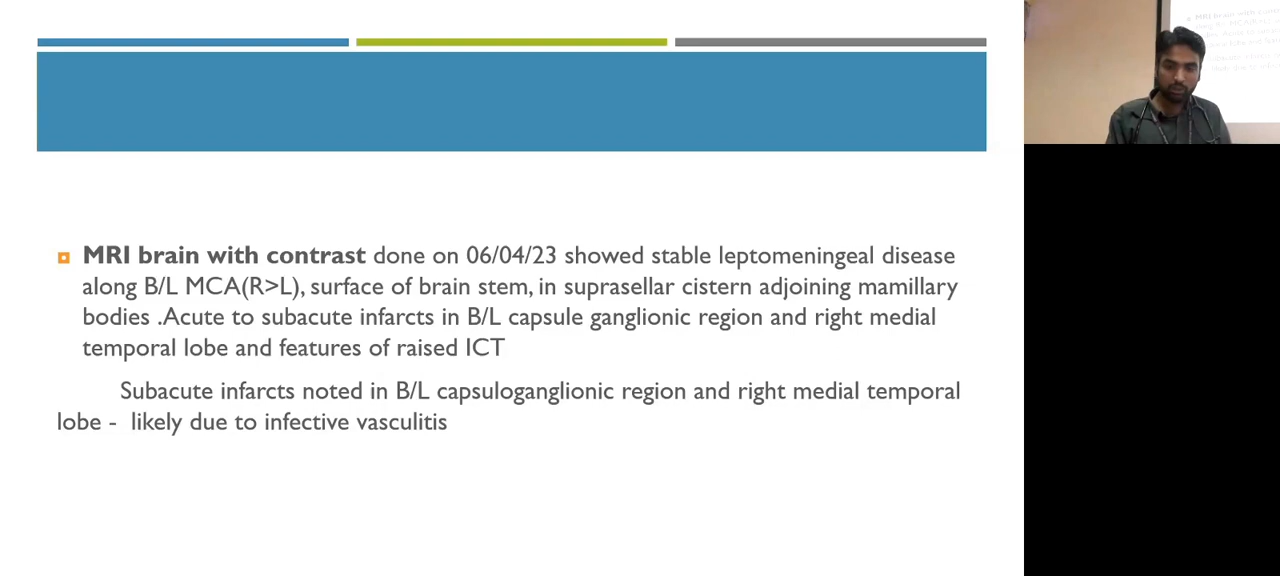 MRI brain with contrast done on 06/04/23 showed stable leptomeningeal disease
along B/L MCA(R>L), surface of brain stem, in suprasellar cistern adjoining mamillary
bodies .Acute to subacute infarcts in B/L capsule ganglionic region and right medial
temporal lobe and features of raised ICT
Subacute infarcts noted in B/L capsuloganglionic region and right medial temporal
lobe - likely due to infective vasculitis